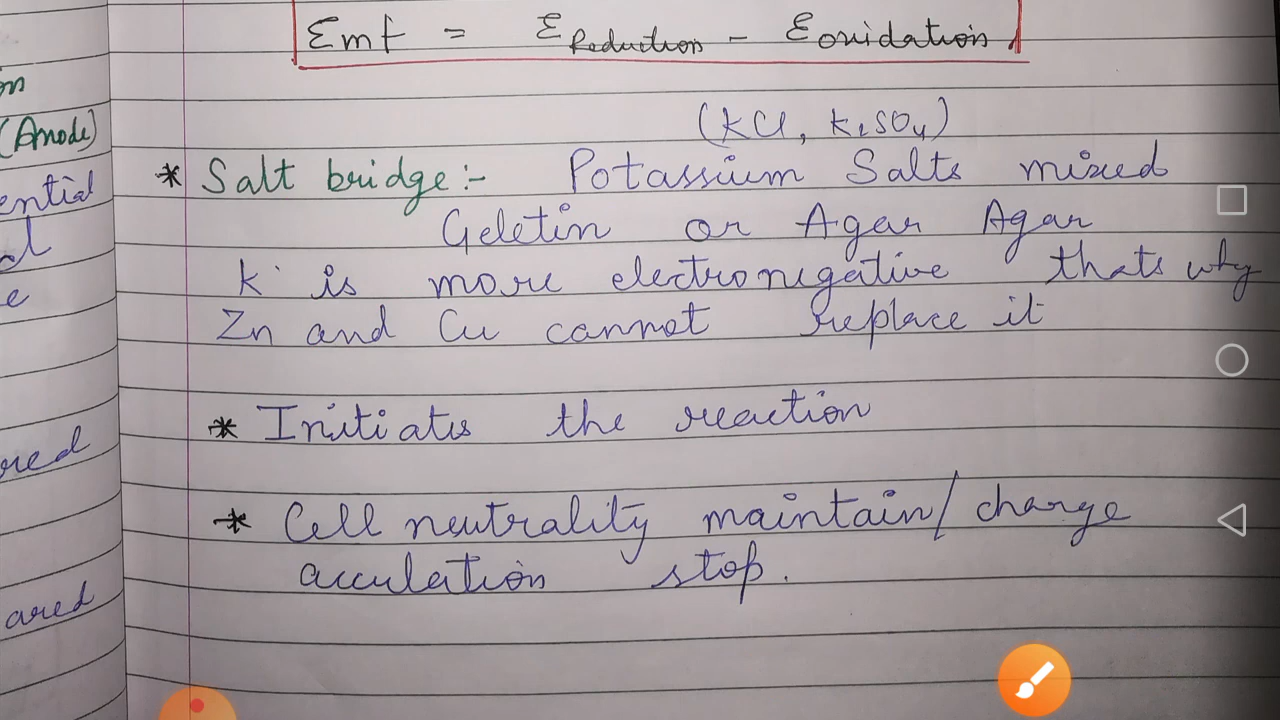 Emf = E Reduction - E oxidation
on
(Anode)
(KCl, K2SO4)
* Salt bridge:- Potassium Salts mixed
ential
Geletin or Agar Agar
K is more electronegative thats why
Zn and Cu cannot replace it
* Initiates the reaction
* Cell neutrality maintain/charge
acculation stop.
ared